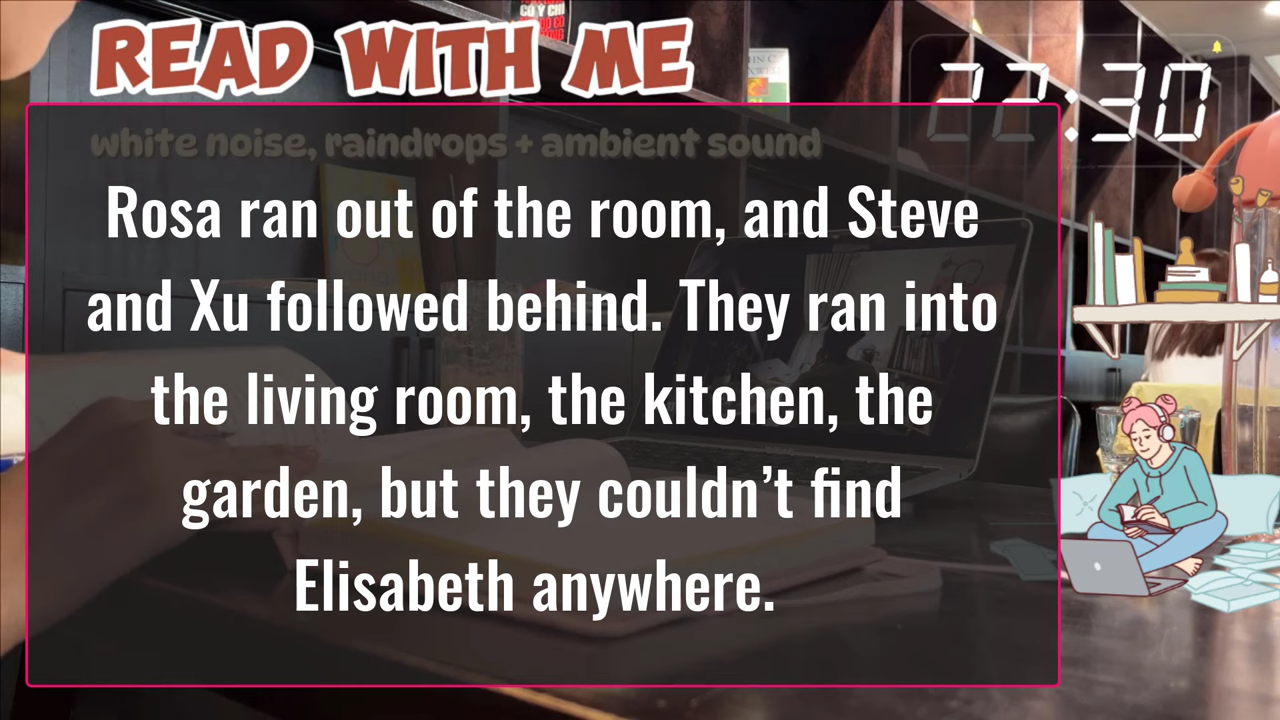 READ WITH ME
22:30
white noise, raindrops + ambient sound
Rosa ran out of the room, and Steve
and Xu followed behind. They ran into
the living room, the kitchen, the
garden, but they couldn’t find
Elisabeth anywhere.